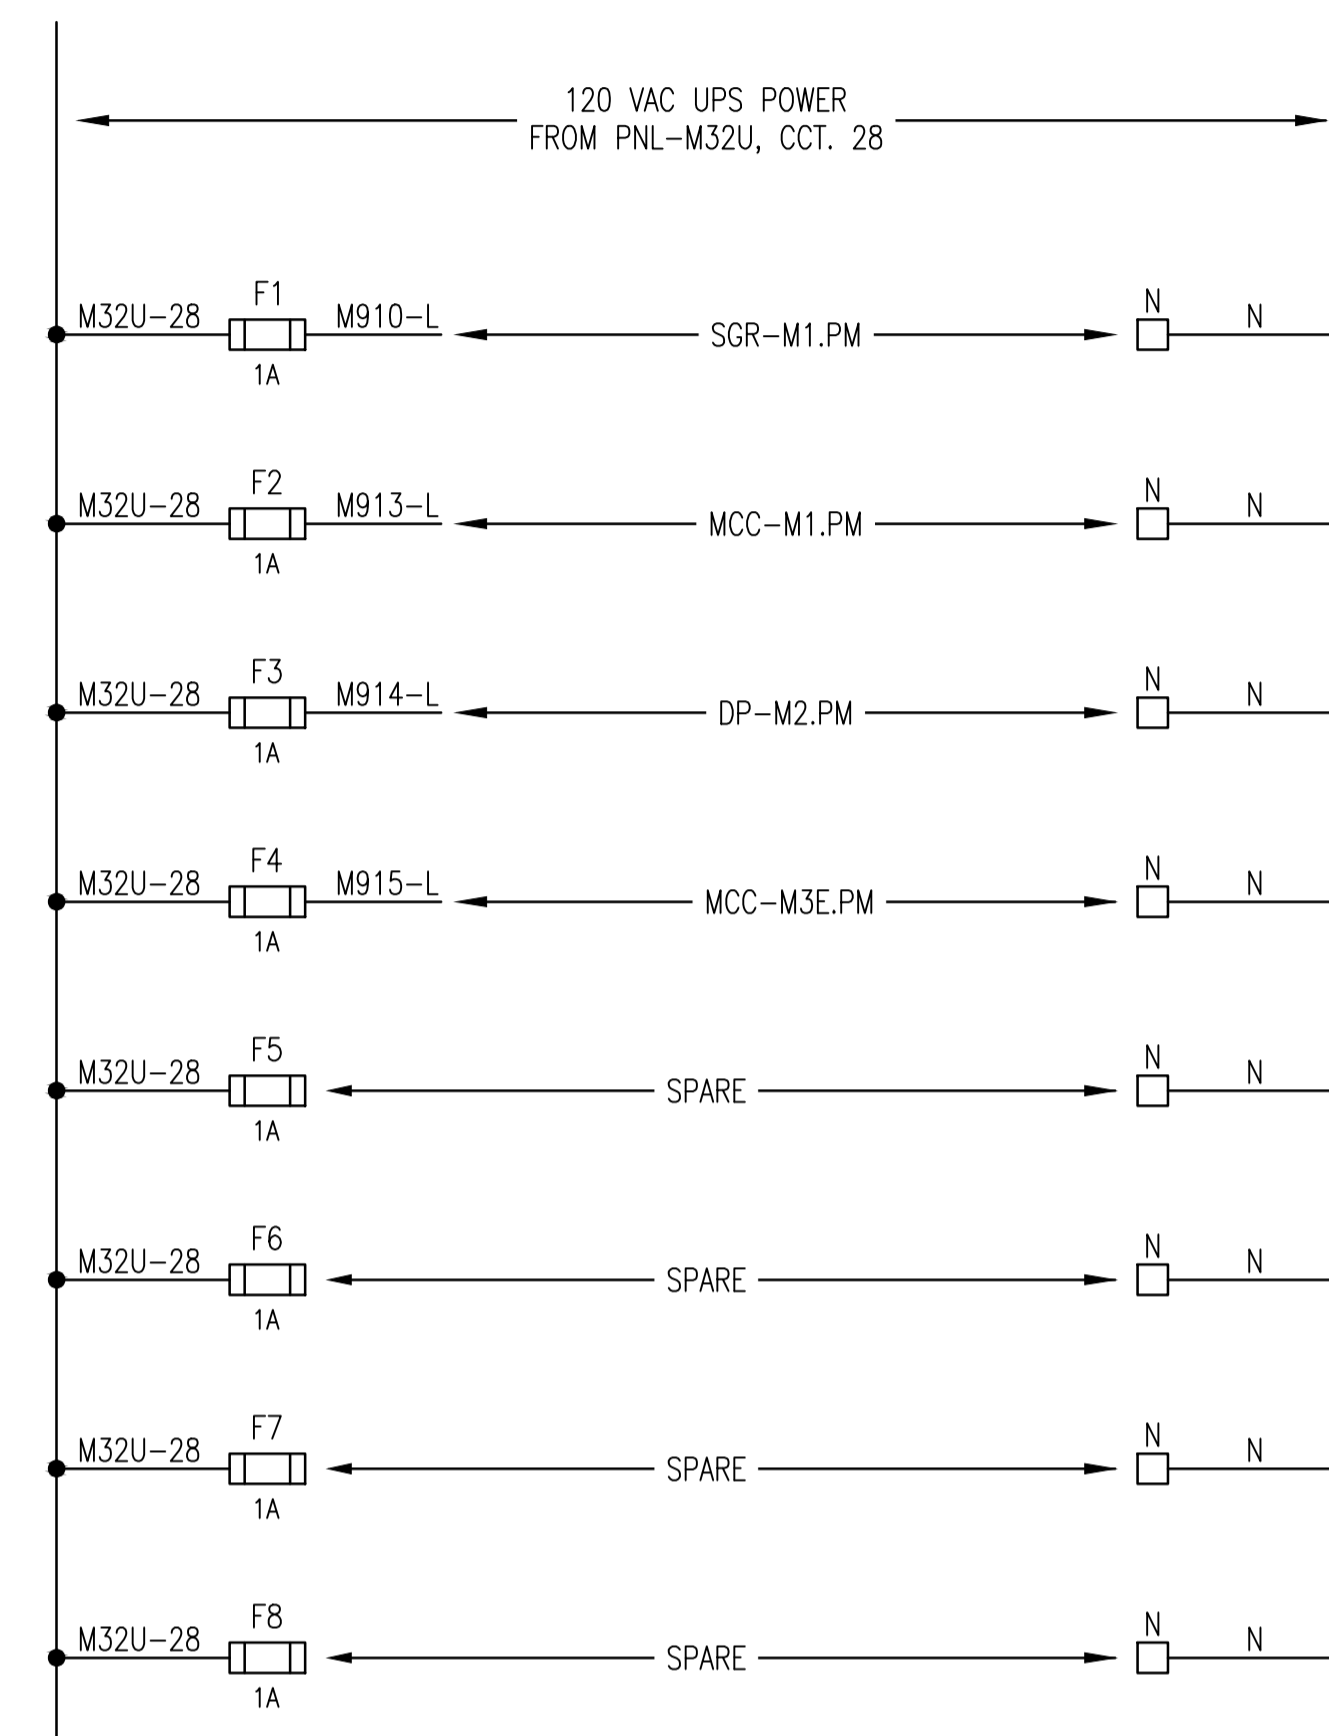 120 VAC UPS POWER
FROM PNL-M32U, CCT. 28
F1
M32U-28 M910-L SGR-M1.PM N N
1A
F2
M32U-28 M913-L MCC-M1.PM N N
1A
F3
M32U-28 M914-L DP-M2.PM N N
1A
F4
M32U-28 M915-L MCC-M3E.PM N N
1A
F5
M32U-28 SPARE N N
1A
F6
M32U-28 SPARE N N
1A
F7
M32U-28 SPARE N N
1A
F8
M32U-28 SPARE N N
1A